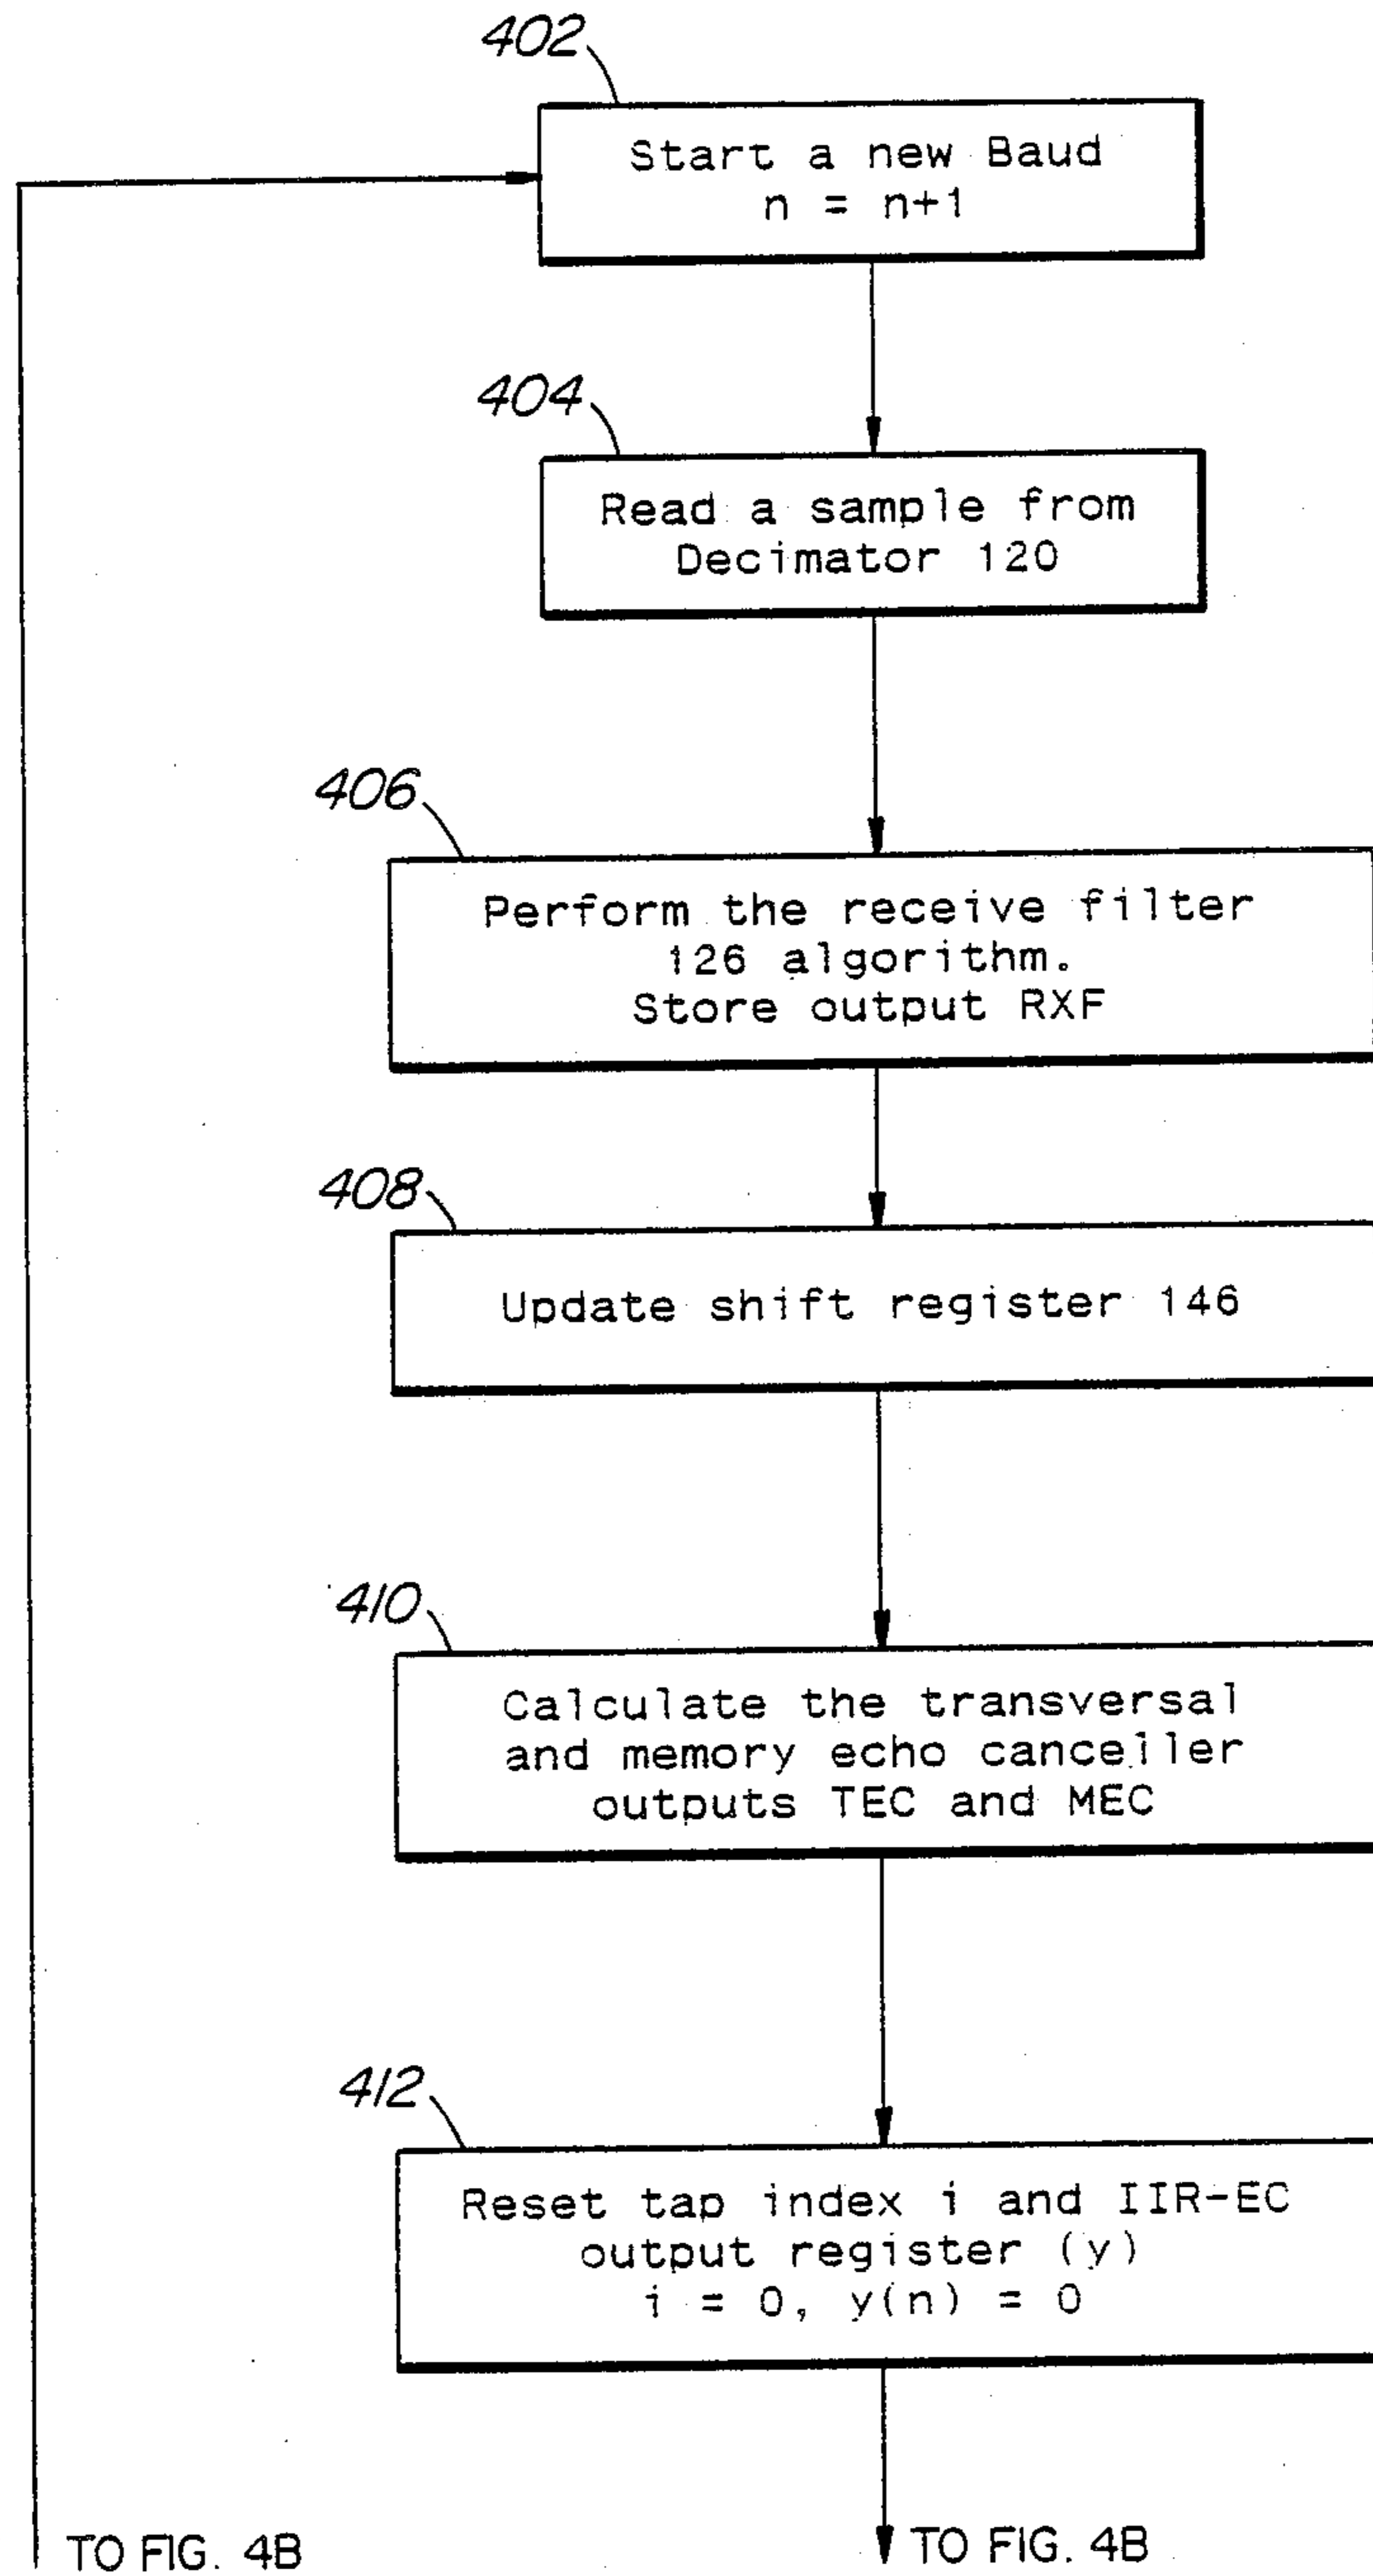 402
Start a new Baud
n = n+1
404
Read a sample from
Decimator 120
406
Perform the receive filter
126 algorithm.
Store output RXF
408
Update shift register 146
410
Calculate the transversal
and memory echo canceller
outputs TEC and MEC
412
Reset tap index i and IIR-EC
output register (y)
i = 0, y(n) = 0
TO FIG. 4B
TO FIG. 4B